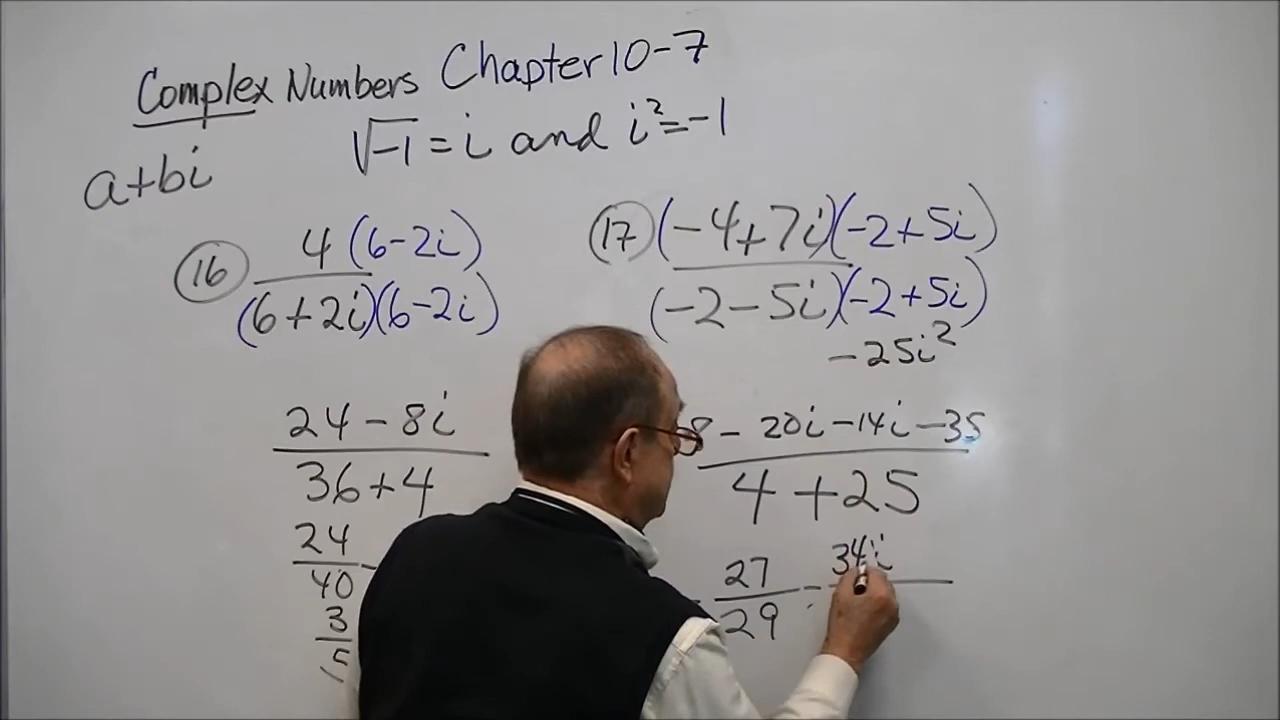 Complex Numbers Chapter 10-7
√-1 = i and i²=-1
a+bi
16 4(6-2i)
(6+2i)(6-2i)
24 - 8i
36+4
24
40
3
5
17 (-4+7i)(-2+5i)
(-2-5i)(-2+5i)
-25i²
8 - 20i -14i -35
4 +25
27
29
- 34i